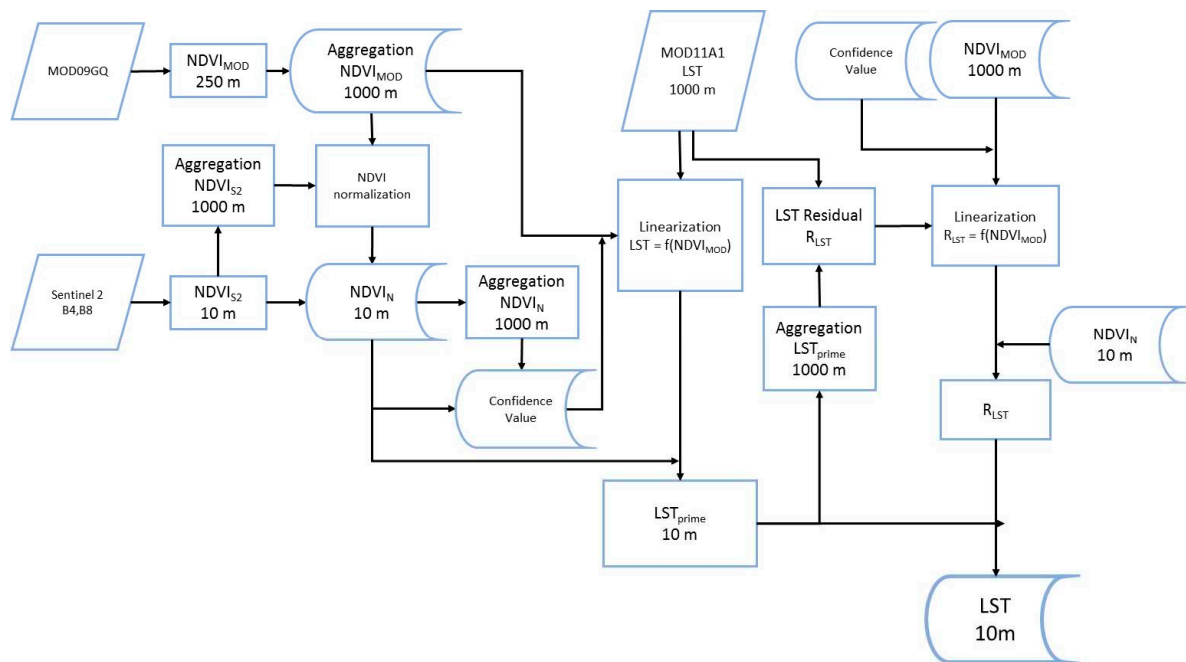 MOD09GQ
NDVIMOD
250 m
Aggregation
NDVIMOD
1000 m
MOD11A1
LST
1000 m
Confidence
Value
NDVIMOD
1000 m
Aggregation
NDVIS2
1000 m
NDVI
normalization
Linearization
LST = f(NDVIMOD)
LST Residual
RLST
Linearization
RLST = f(NDVIMOD)
Sentinel 2
B4,B8
NDVIS2
10 m
NDVIN
10 m
Aggregation
NDVIN
1000 m
Aggregation
LSTprime
1000 m
NDVIN
10 m
Confidence
Value
RLST
LSTprime
10 m
LST
10m